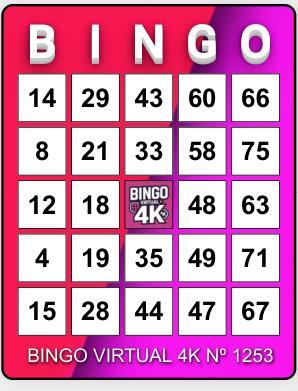 BINGO
14 29 43 60 66
8 21 33 58 75
12 18 BINGO VIRTUAL 4K 48 63
4 19 35 49 71
15 28 44 47 67
BINGO VIRTUAL 4K Nº 1253